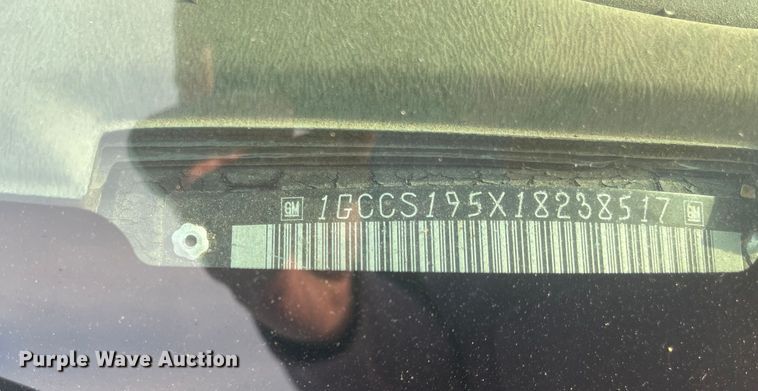 GM 1GCCS195X18238517 GM
Purple Wave Auction